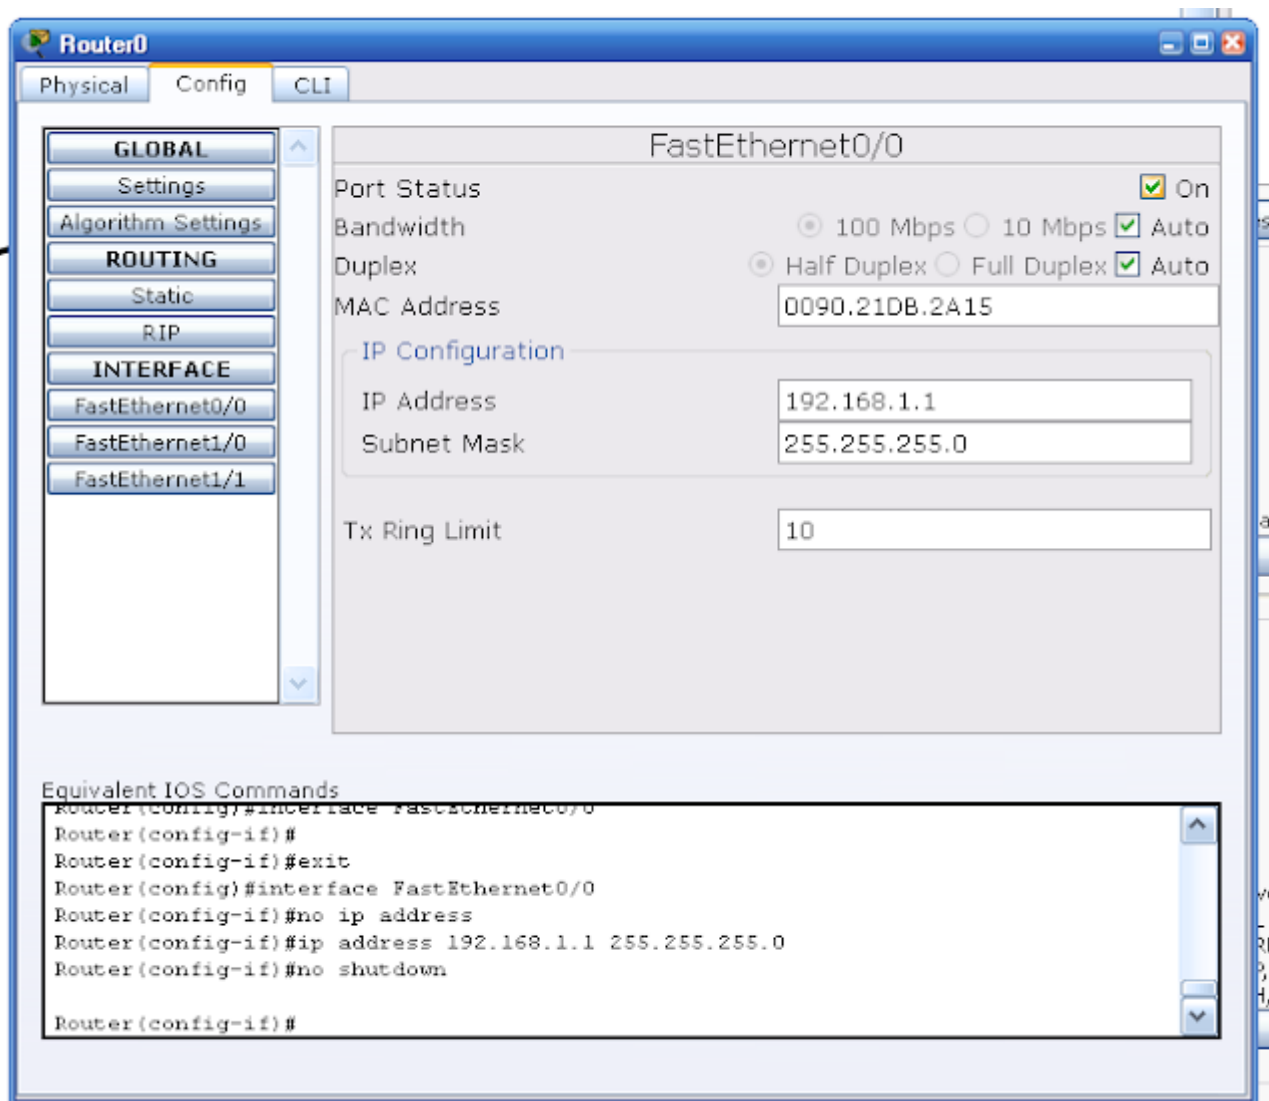 Router0
Physical Config CLI
GLOBAL
Settings
Algorithm Settings
ROUTING
Static
RIP
INTERFACE
FastEthernet0/0
FastEthernet1/0
FastEthernet1/1
FastEthernet0/0
Port Status On
Bandwidth 100 Mbps 10 Mbps Auto
Duplex Half Duplex Full Duplex Auto
MAC Address 0090.21DB.2A15
IP Configuration
IP Address 192.168.1.1
Subnet Mask 255.255.255.0
Tx Ring Limit 10
Equivalent IOS Commands
Router(config)#interface FastEthernet0/0
Router(config-if)#
Router(config-if)#exit
Router(config)#interface FastEthernet0/0
Router(config-if)#no ip address
Router(config-if)#ip address 192.168.1.1 255.255.255.0
Router(config-if)#no shutdown
Router(config-if)#